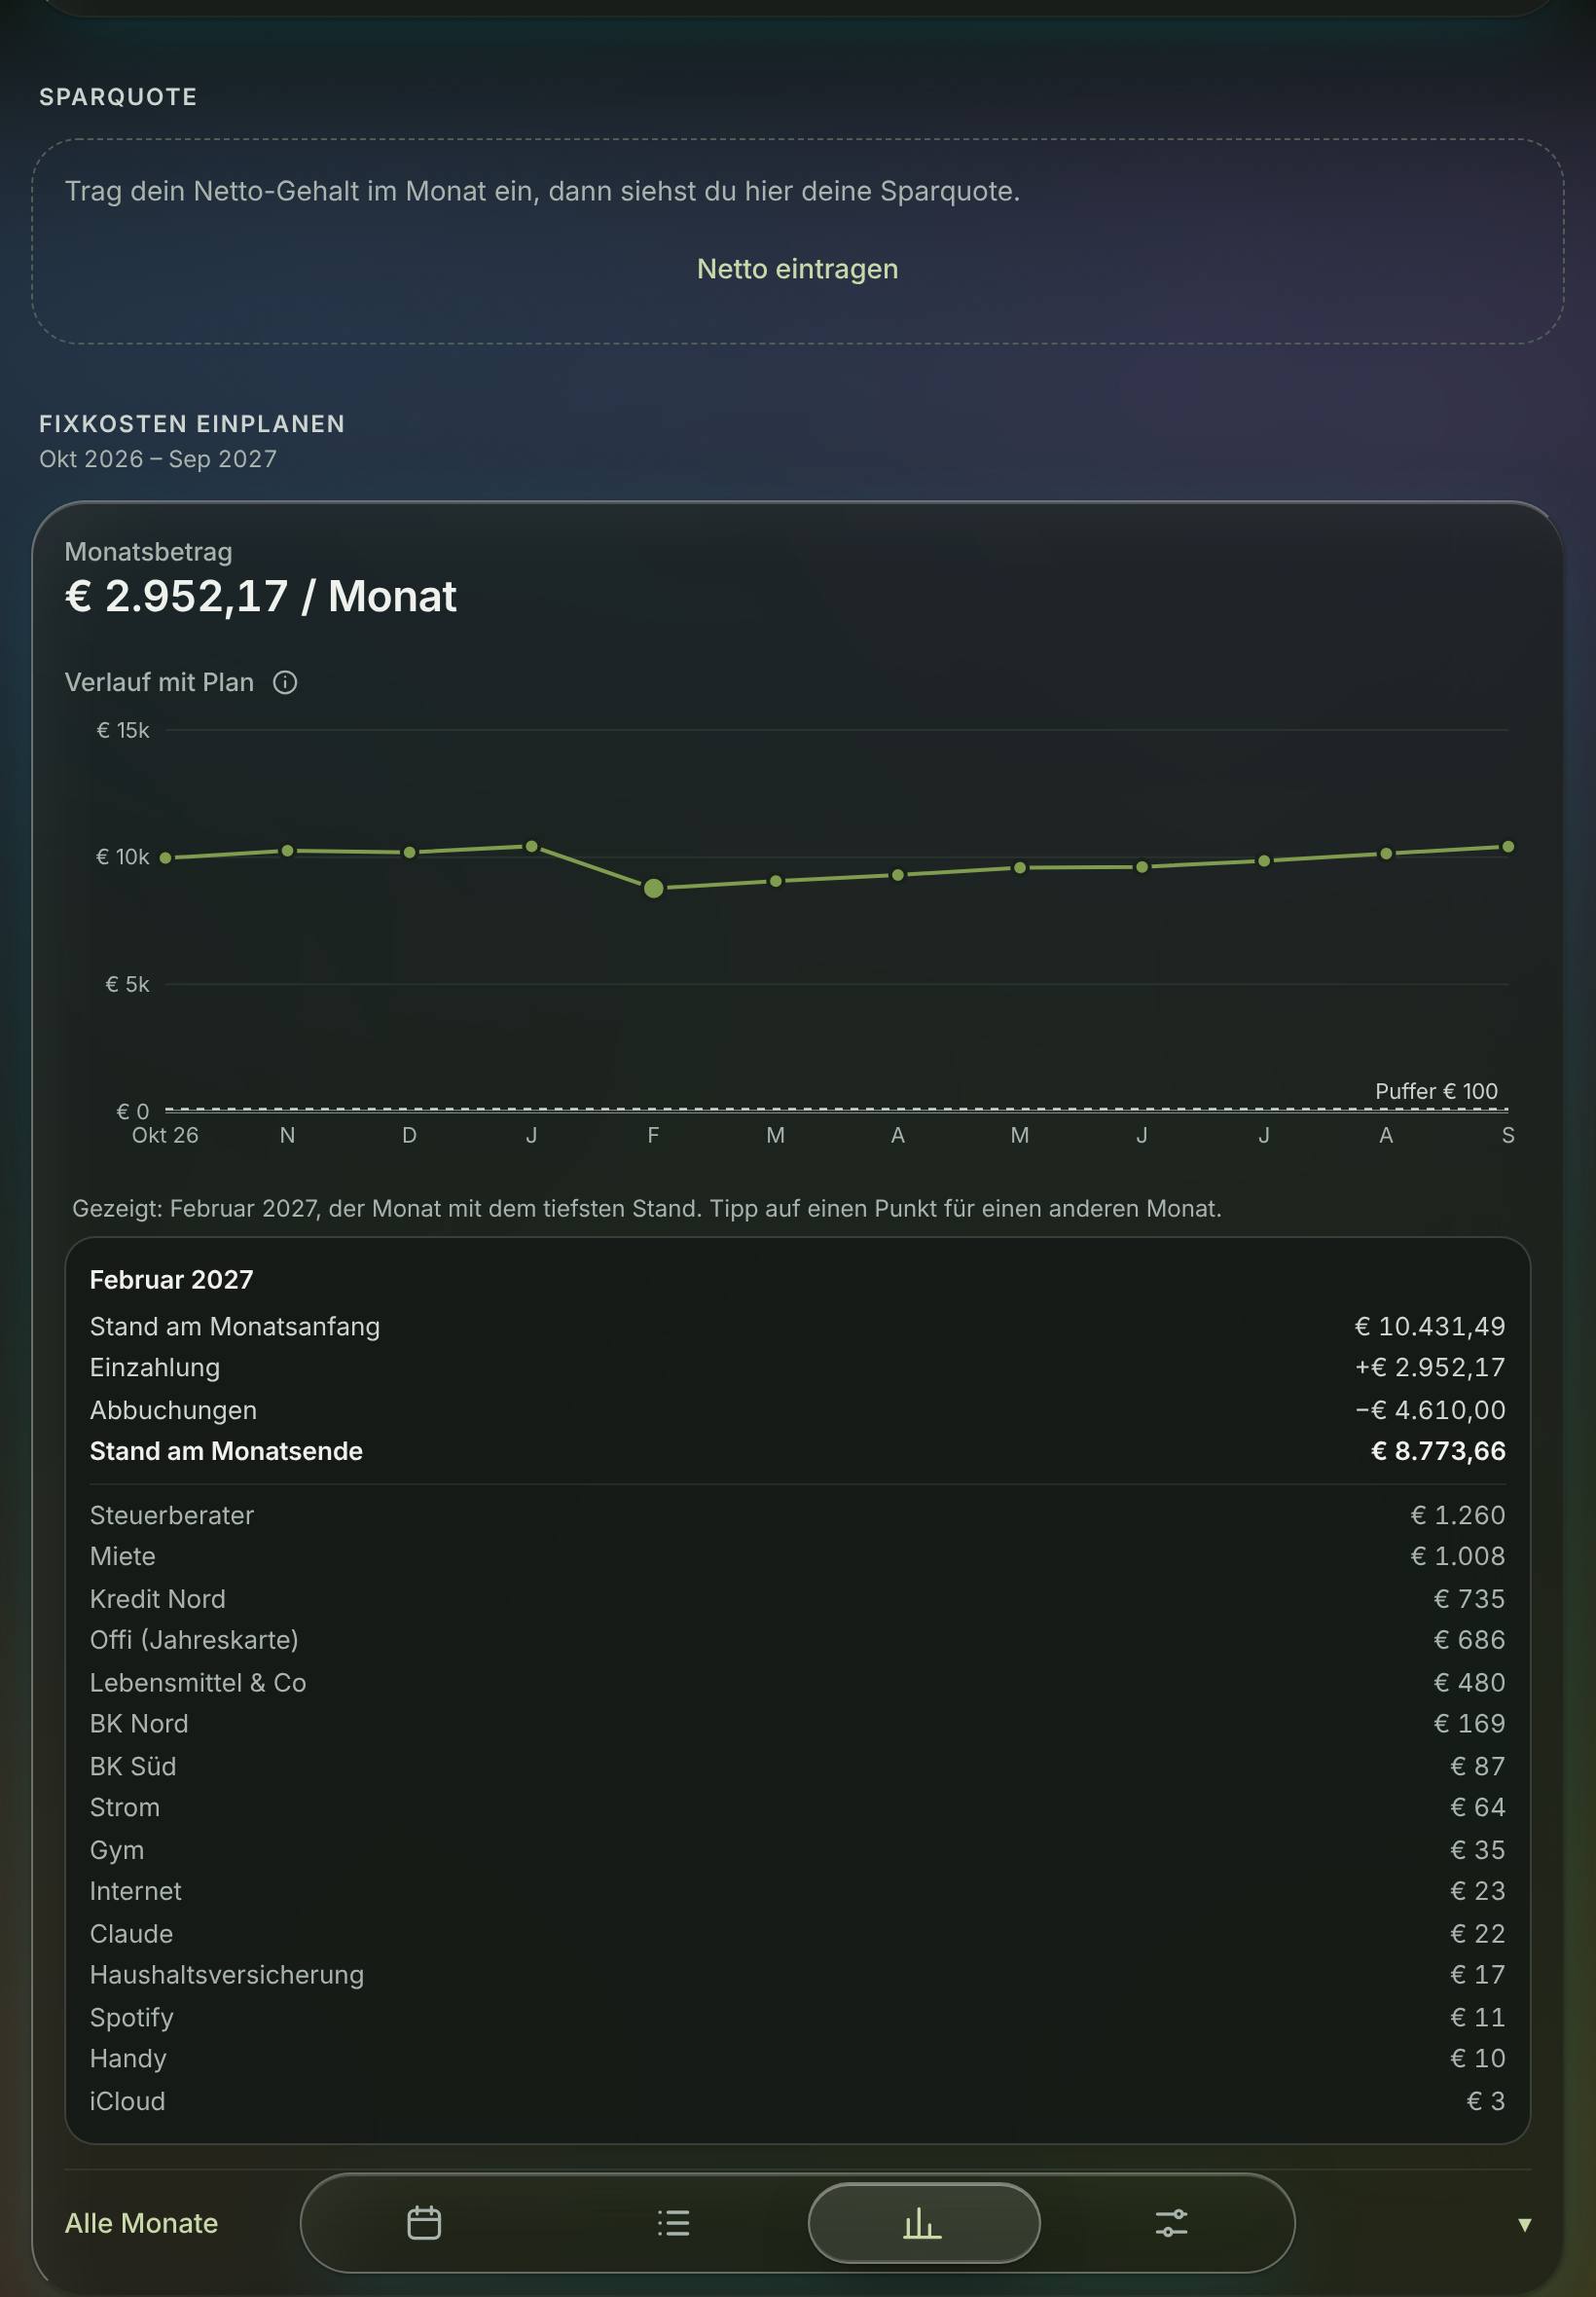 SPARQUOTE
Trag dein Netto-Gehalt im Monat ein, dann siehst du hier deine Sparquote.
Netto eintragen
FIXKOSTEN EINPLANEN
Okt 2026 – Sep 2027
Monatsbetrag
€ 2.952,17 / Monat
Verlauf mit Plan
€ 15k
€ 10k
€ 5k
Puffer € 100
€ 0
Okt 26 N D J F M A M J J A S
Gezeigt: Februar 2027, der Monat mit dem tiefsten Stand. Tipp auf einen Punkt für einen anderen Monat.
Februar 2027
Stand am Monatsanfang € 10.431,49
Einzahlung +€ 2.952,17
Abbuchungen −€ 4.610,00
Stand am Monatsende € 8.773,66
Steuerberater € 1.260
Miete € 1.008
Kredit Nord € 735
Offi (Jahreskarte) € 686
Lebensmittel & Co € 480
BK Nord € 169
BK Süd € 87
Strom € 64
Gym € 35
Internet € 23
Claude € 22
Haushaltsversicherung € 17
Spotify € 11
Handy € 10
iCloud € 3
Alle Monate ▼